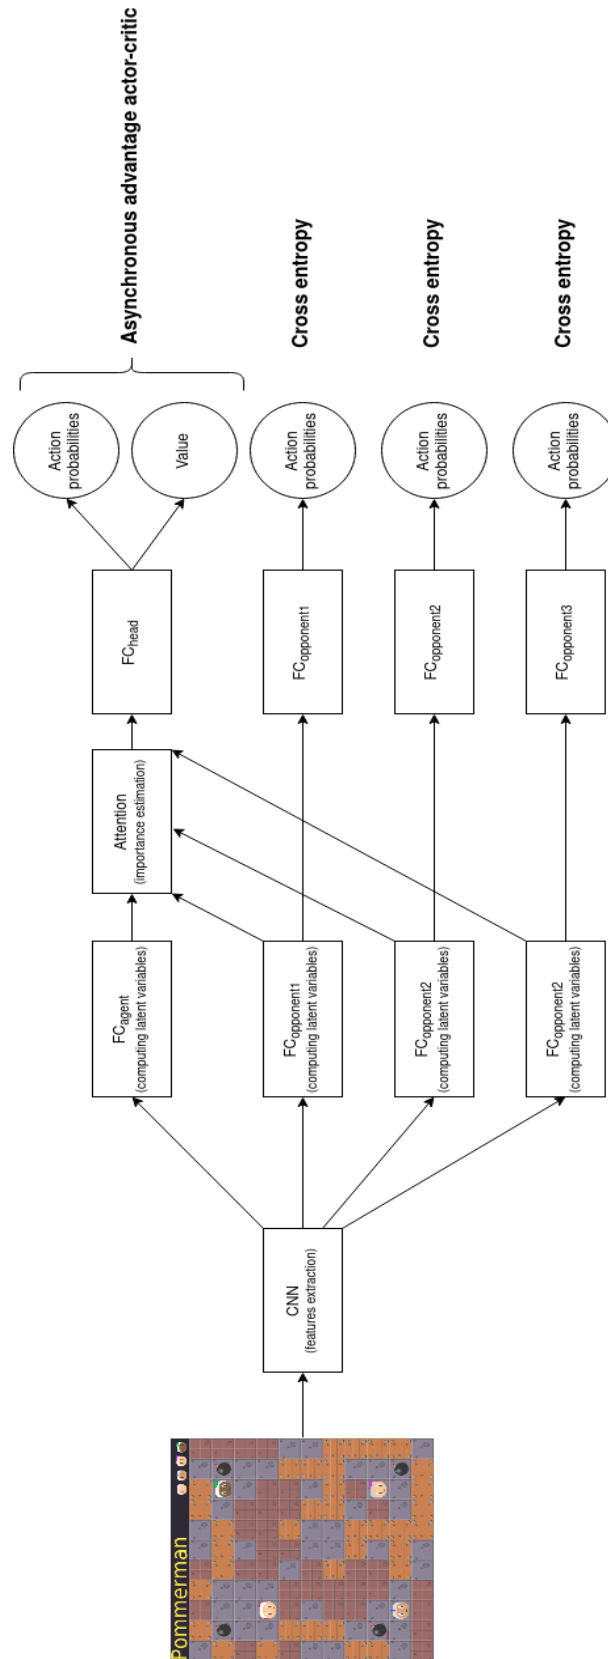 Pommerman
CNN
(features extraction)
FCagent
(computing latent variables)
FCopponent1
(computing latent variables)
FCopponent2
(computing latent variables)
FCopponent2
(computing latent variables)
Attention
(importance estimation)
FChead
FCopponent1
FCopponent2
FCopponent3
Action
probabilities
Value
Action
probabilities
Action
probabilities
Action
probabilities
Asynchronous advantage actor-critic
Cross entropy
Cross entropy
Cross entropy